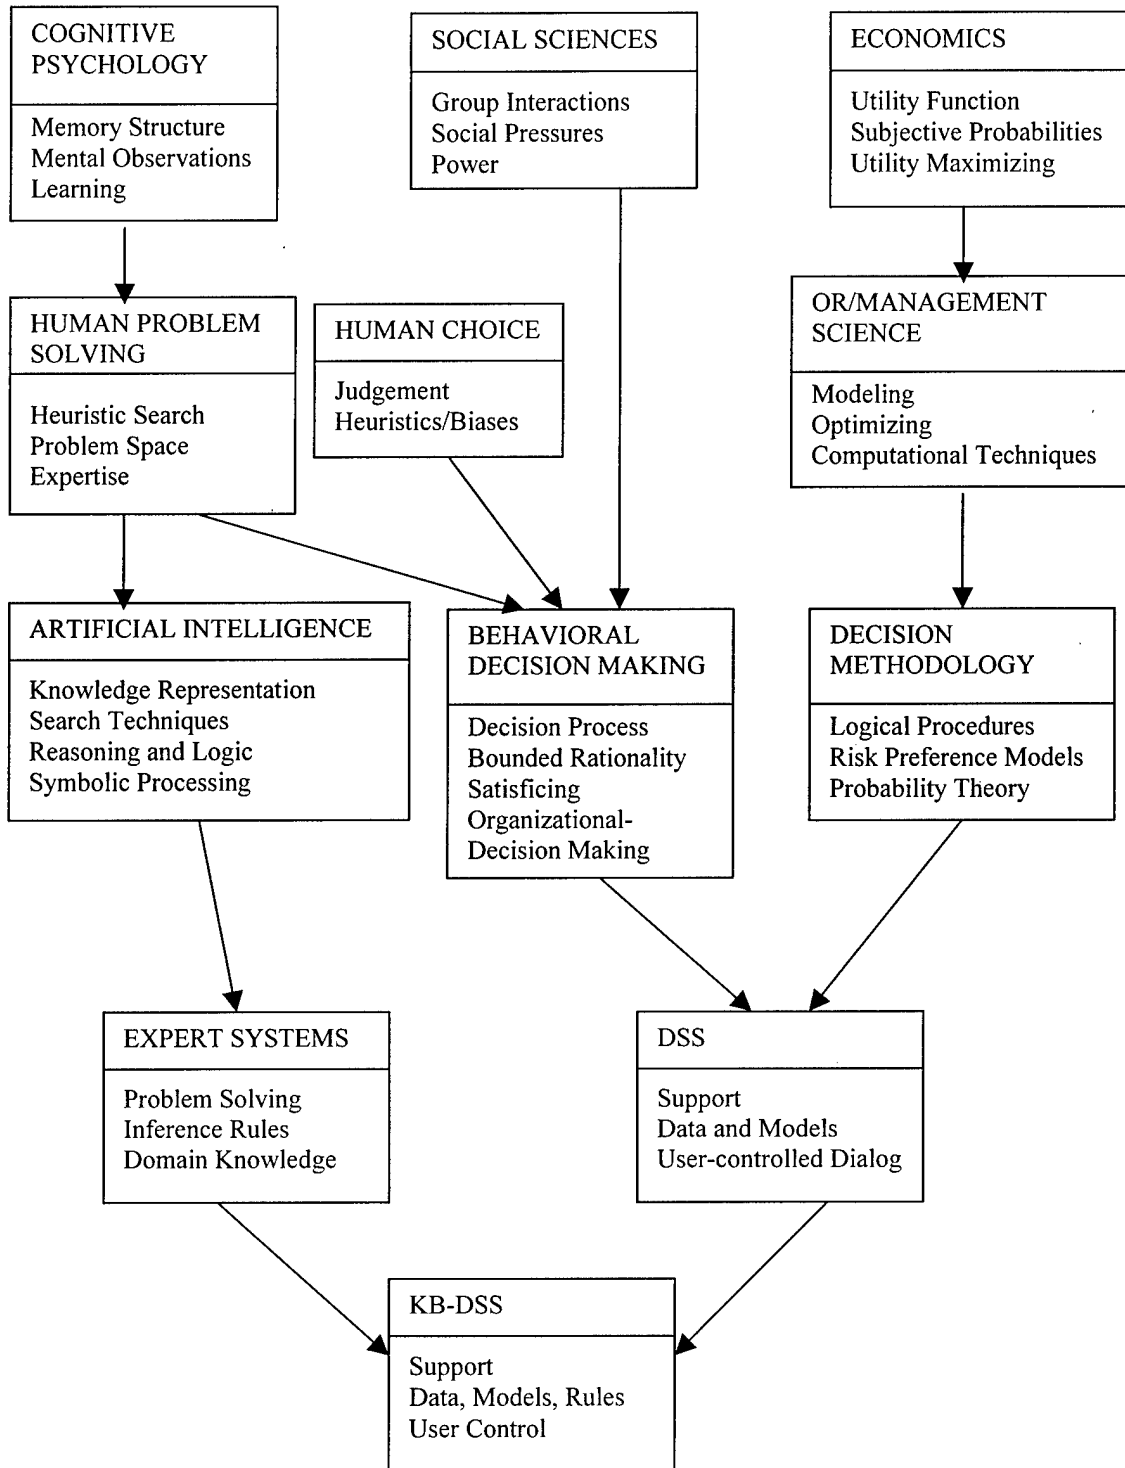 COGNITIVE
PSYCHOLOGY
Memory Structure
Mental Observations
Learning
SOCIAL SCIENCES
Group Interactions
Social Pressures
Power
ECONOMICS
Utility Function
Subjective Probabilities
Utility Maximizing
HUMAN PROBLEM
SOLVING
Heuristic Search
Problem Space
Expertise
HUMAN CHOICE
Judgement
Heuristics/Biases
OR/MANAGEMENT
SCIENCE
Modeling
Optimizing
Computational Techniques
ARTIFICIAL INTELLIGENCE
Knowledge Representation
Search Techniques
Reasoning and Logic
Symbolic Processing
BEHAVIORAL
DECISION MAKING
Decision Process
Bounded Rationality
Satisficing
Organizational-
Decision Making
DECISION
METHODOLOGY
Logical Procedures
Risk Preference Models
Probability Theory
EXPERT SYSTEMS
Problem Solving
Inference Rules
Domain Knowledge
DSS
Support
Data and Models
User-controlled Dialog
KB-DSS
Support
Data, Models, Rules
User Control